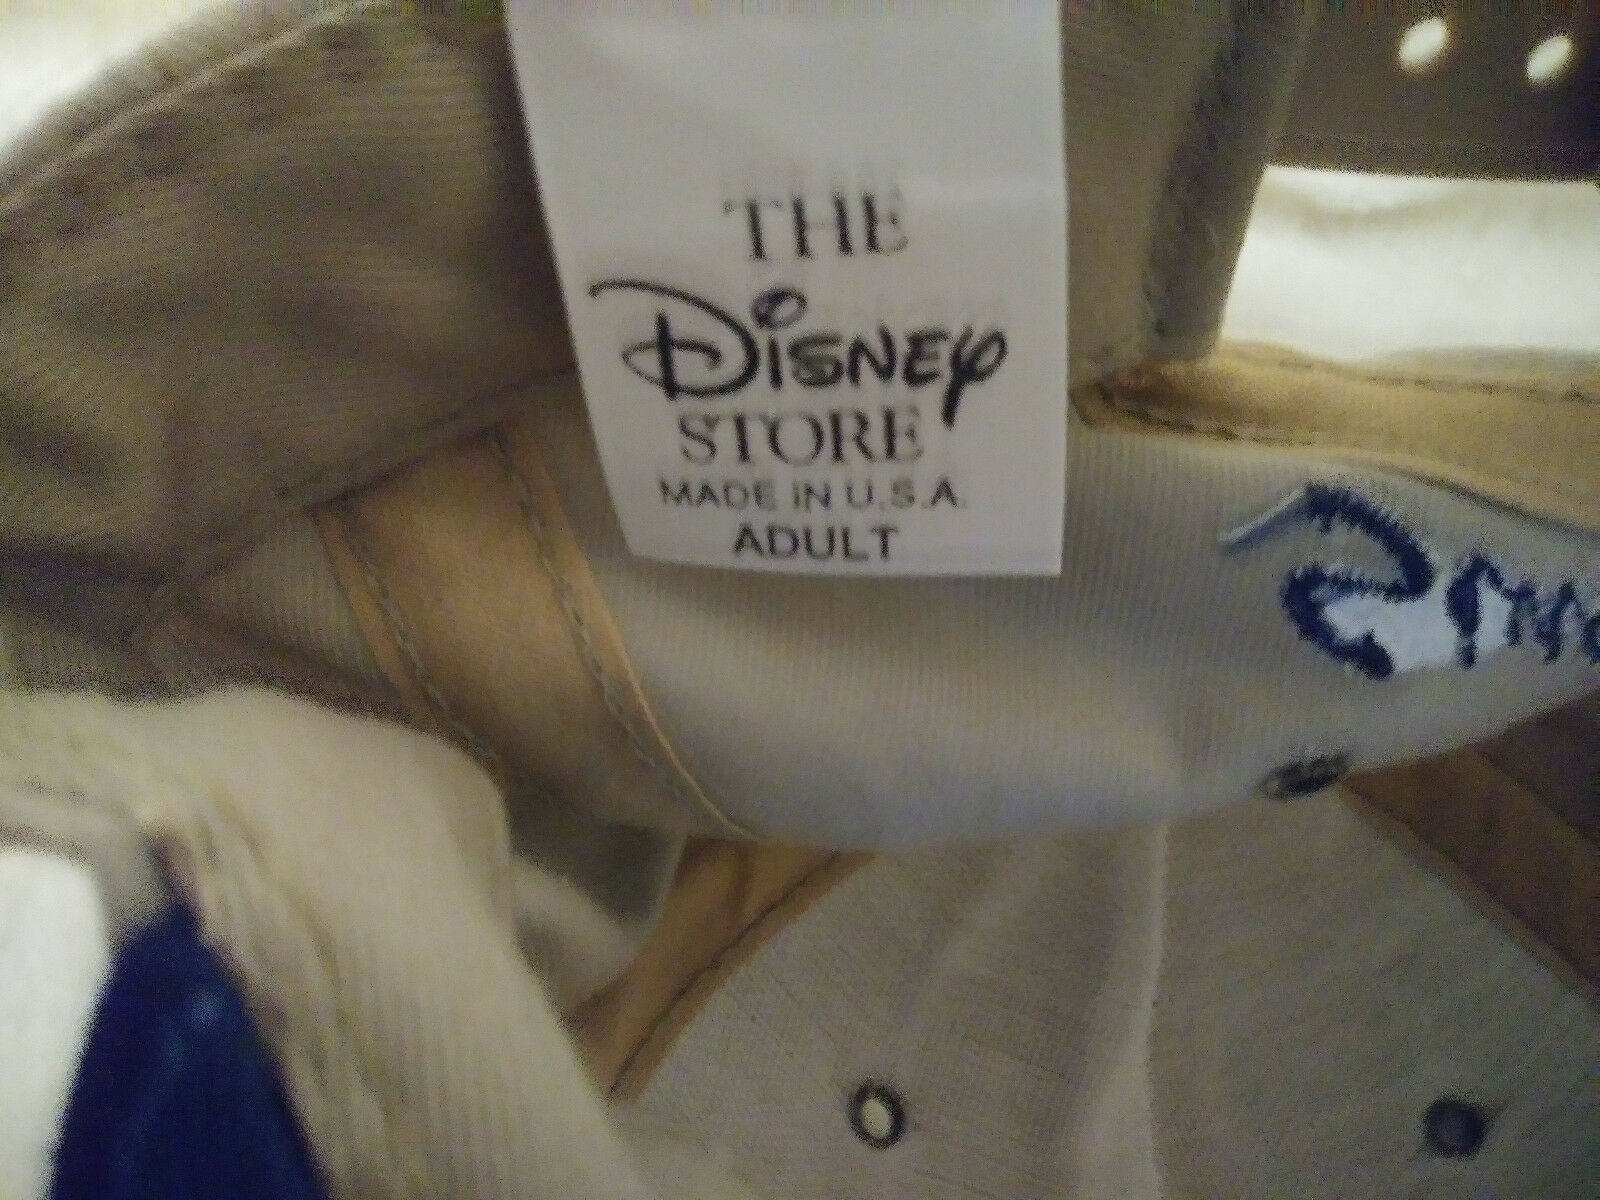 THE
DISNEY
STORE
MADE IN U.S.A.
ADULT